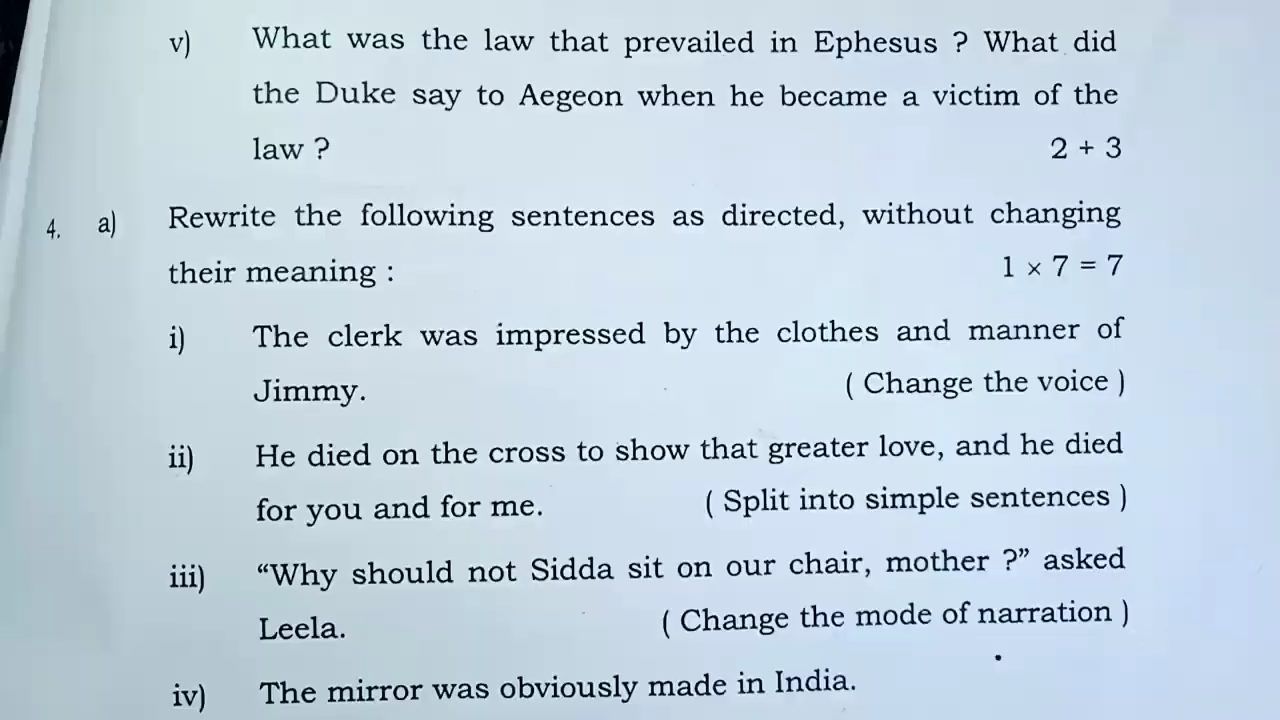 v) What was the law that prevailed in Ephesus ? What did
the Duke say to Aegeon when he became a victim of the
law ? 2 + 3
4. a) Rewrite the following sentences as directed, without changing
their meaning : 1 × 7 = 7
i) The clerk was impressed by the clothes and manner of
Jimmy. ( Change the voice )
ii) He died on the cross to show that greater love, and he died
for you and for me. ( Split into simple sentences )
iii) “Why should not Sidda sit on our chair, mother ?” asked
Leela. ( Change the mode of narration )
iv) The mirror was obviously made in India.